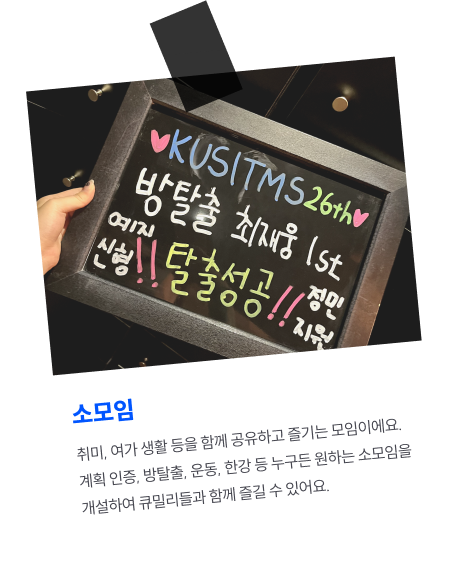 KUSITMS 26th
방탈출 최재웅 1st
예지
신형 !! 탈출성공 !! 정민
지원
소모임
취미, 여가 생활 등을 함께 공유하고 즐기는 모임이에요.
계획 인증, 방탈출, 운동, 한강 등 누구든 원하는 소모임을
개설하여 큐밀리들과 함께 즐길 수 있어요.